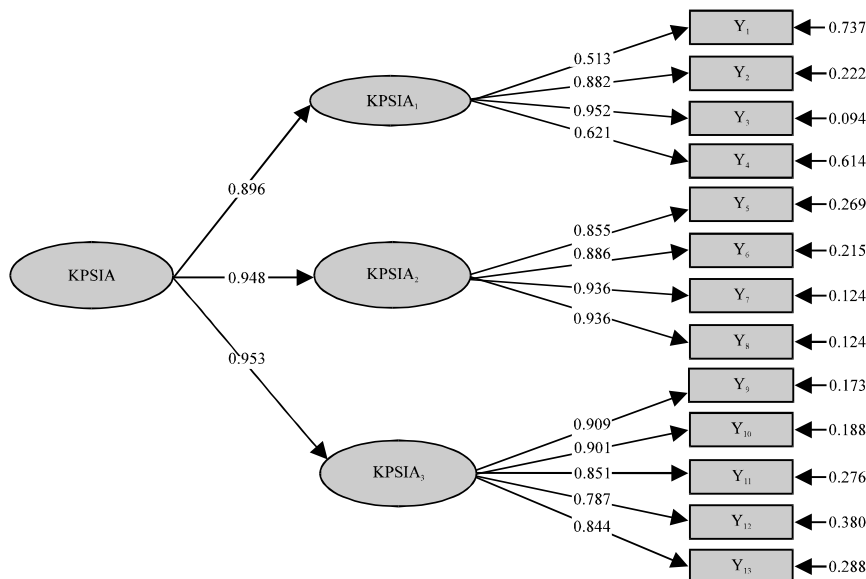 Y₁
0.737
0.513
Y₂
0.222
0.882
KPSIA₁
0.952
Y₃
0.094
0.621
Y₄
0.614
0.896
Y₅
0.269
0.855
0.886
Y₆
0.215
KPSIA
0.948
KPSIA₂
0.936
Y₇
0.124
0.936
Y₈
0.124
0.953
Y₉
0.173
0.909
Y₁₀
0.188
0.901
KPSIA₃
0.851
Y₁₁
0.276
0.787
Y₁₂
0.380
0.844
Y₁₃
0.288